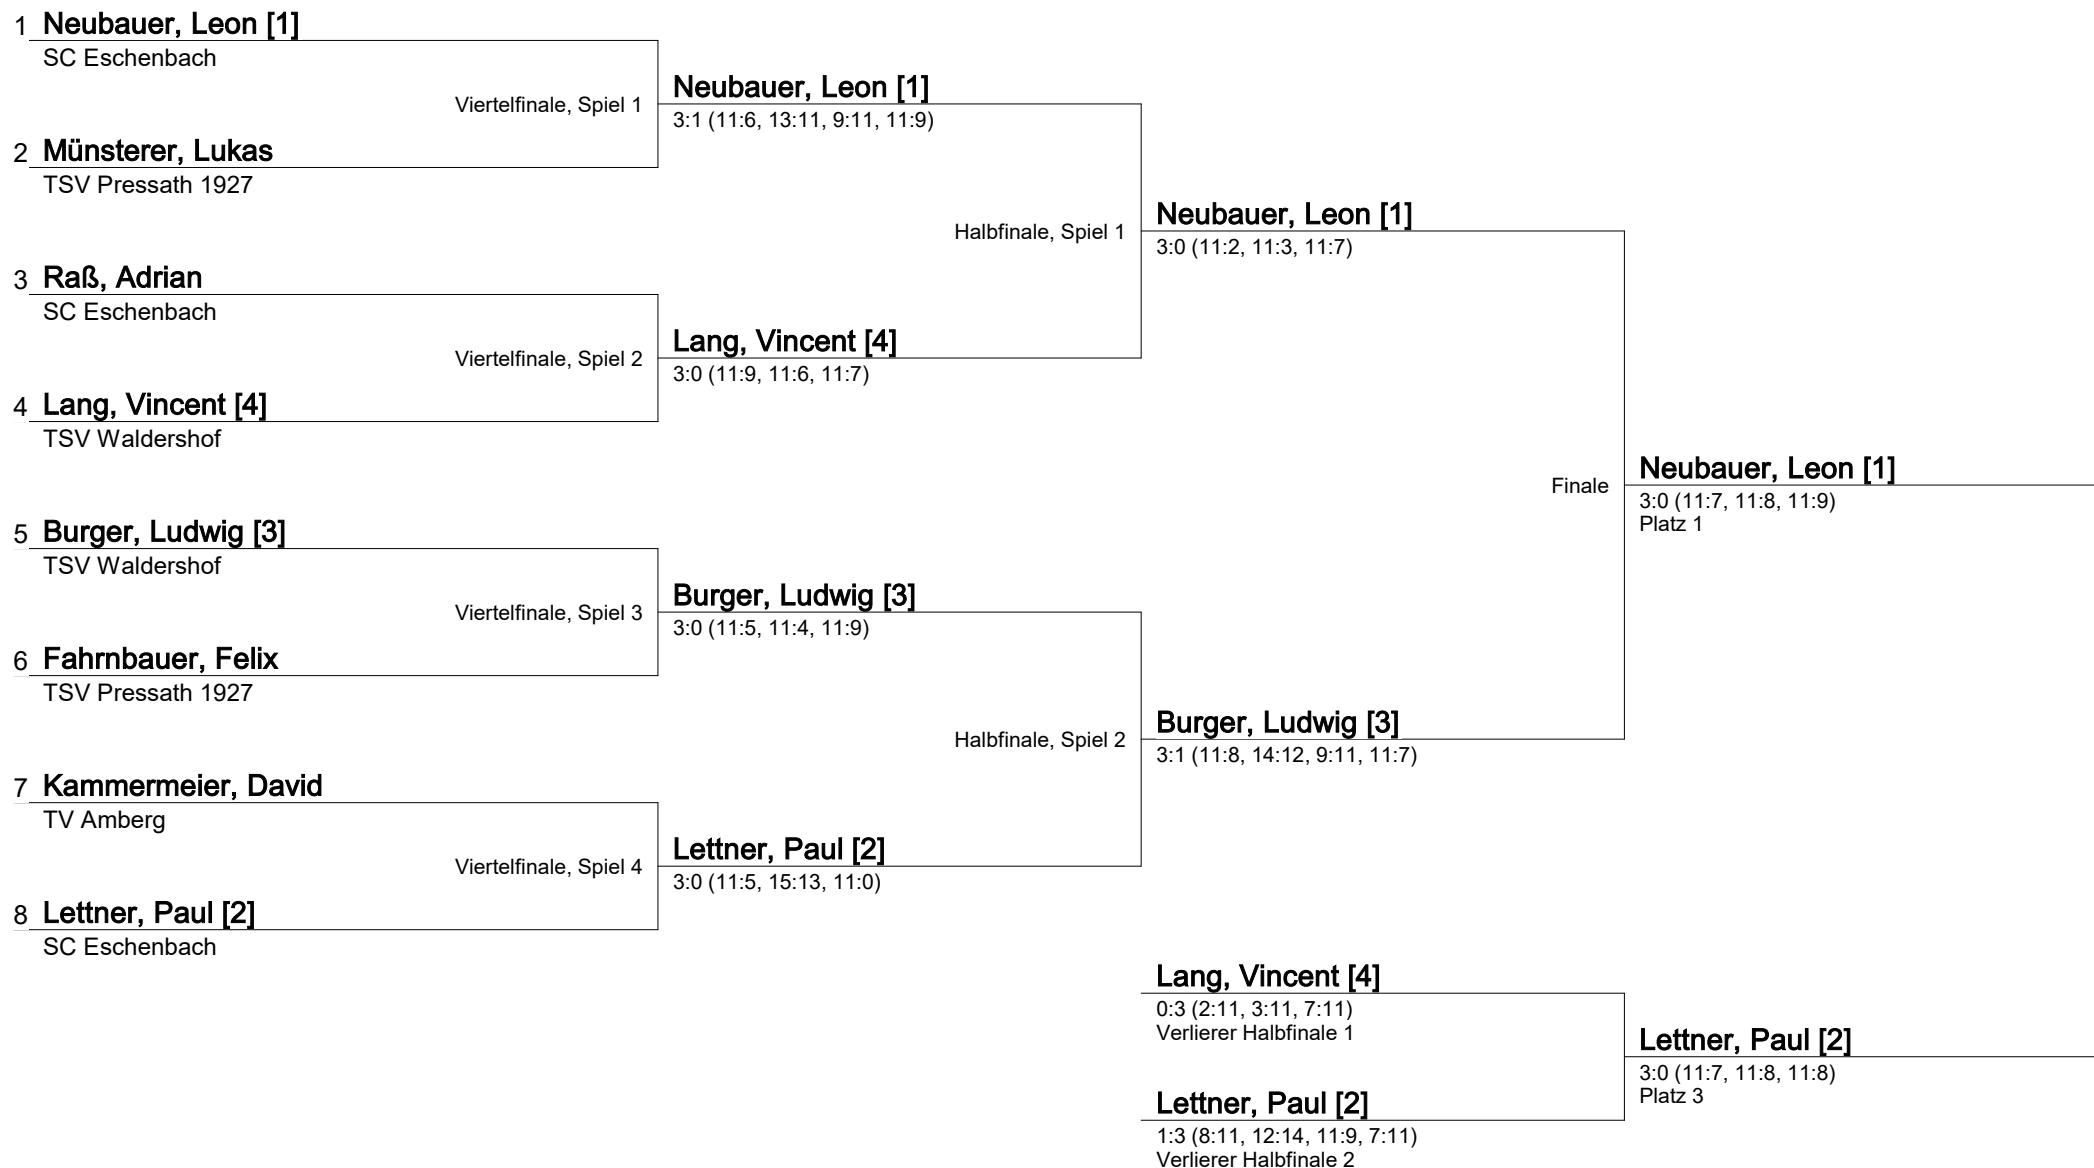 1 Neubauer, Leon [1]
SC Eschenbach
Viertelfinale, Spiel 1
2 Münsterer, Lukas
TSV Pressath 1927
3 Raß, Adrian
SC Eschenbach
Viertelfinale, Spiel 2
4 Lang, Vincent [4]
TSV Waldershof
5 Burger, Ludwig [3]
TSV Waldershof
Viertelfinale, Spiel 3
6 Fahrnbauer, Felix
TSV Pressath 1927
7 Kammermeier, David
TV Amberg
Viertelfinale, Spiel 4
8 Lettner, Paul [2]
SC Eschenbach
Neubauer, Leon [1]
3:1 (11:6, 13:11, 9:11, 11:9)
Halbfinale, Spiel 1
Lang, Vincent [4]
3:0 (11:9, 11:6, 11:7)
Burger, Ludwig [3]
3:0 (11:5, 11:4, 11:9)
Halbfinale, Spiel 2
Lettner, Paul [2]
3:0 (11:5, 15:13, 11:0)
Neubauer, Leon [1]
3:0 (11:2, 11:3, 11:7)
Finale
Burger, Ludwig [3]
3:1 (11:8, 14:12, 9:11, 11:7)
Neubauer, Leon [1]
3:0 (11:7, 11:8, 11:9)
Platz 1
Lang, Vincent [4]
0:3 (2:11, 3:11, 7:11)
Verlierer Halbfinale 1
Lettner, Paul [2]
1:3 (8:11, 12:14, 11:9, 7:11)
Verlierer Halbfinale 2
Lettner, Paul [2]
3:0 (11:7, 11:8, 11:8)
Platz 3